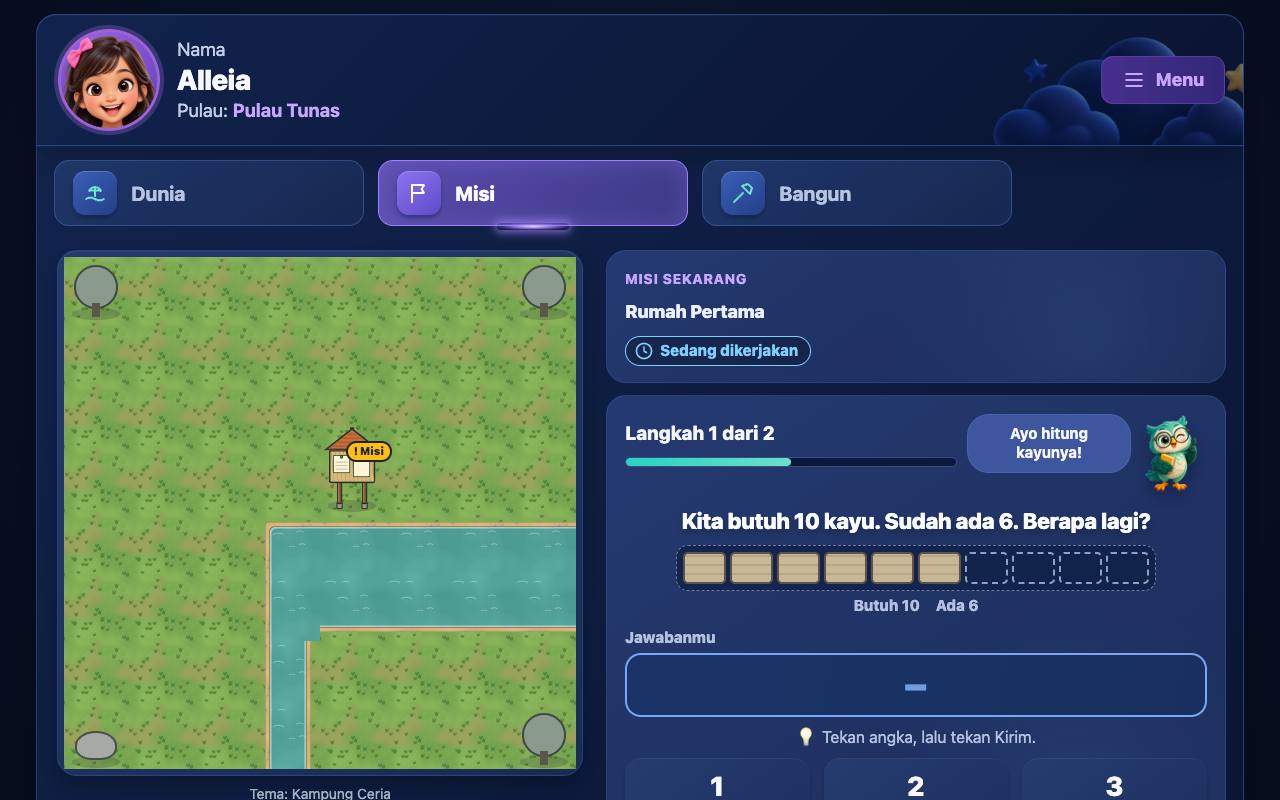 Nama
Alleia
Pulau: Pulau Tunas
Menu
Dunia
Misi
Bangun
! Misi
Tema: Kampung Ceria
MISI SEKARANG
Rumah Pertama
Sedang dikerjakan
Langkah 1 dari 2
Ayo hitung
kayunya!
Kita butuh 10 kayu. Sudah ada 6. Berapa lagi?
Butuh 10 Ada 6
Jawabanmu
–
Tekan angka, lalu tekan Kirim.
1 2 3